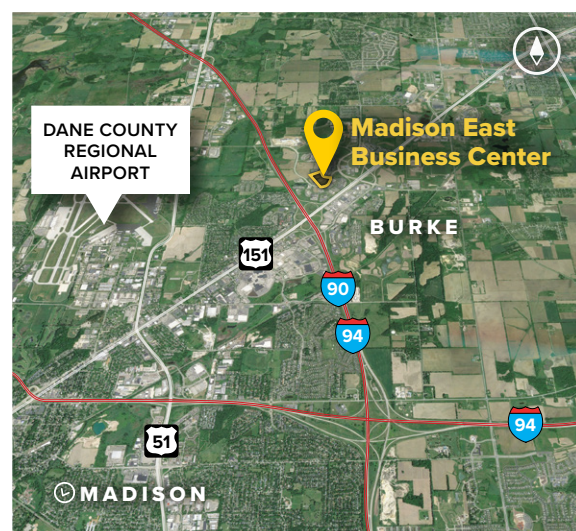 DANE COUNTY
REGIONAL
AIRPORT
Madison East
Business Center
BURKE
151
90
94
94
51
MADISON